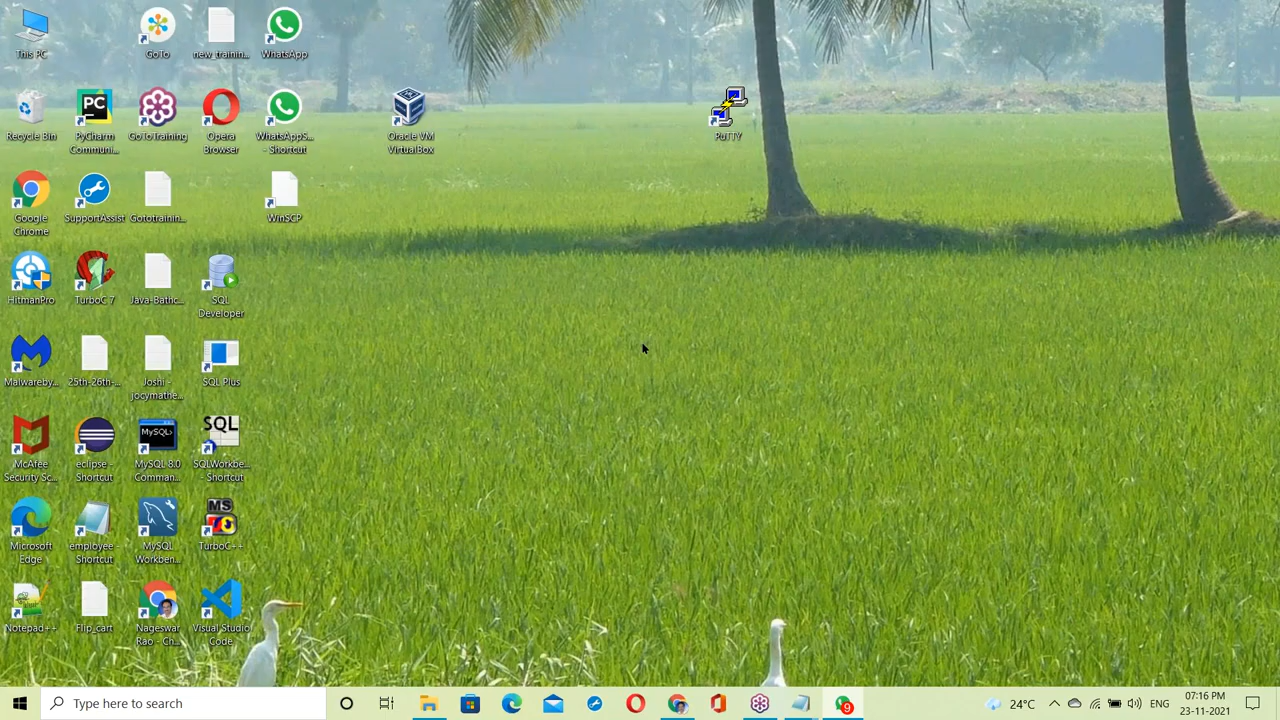 This PC
GoTo
new_trainin...
WhatsApp
Recycle Bin
PC
PyCharm
Communi...
GoToTraining
Opera
Browser
WhatsAppS...
- Shortcut
Oracle VM
VirtualBox
PuTTY
Google
Chrome
SupportAssist
Gototrainin...
WinSCP
HitmanPro
TurboC 7
Java-Bathc...
SQL
Developer
Malwareby...
25th-26th-...
Joshi -
jocymathe...
SQL Plus
McAfee
Security Sc...
eclipse -
Shortcut
MySQL>
MySQL 8.0
Comman...
SQL
SQLWorkbe...
- Shortcut
Microsoft
Edge
employee -
Shortcut
MySQL
Workben...
MS
TurboC++
Notepad++
Flip_cart
Nageswar
Rao - Ch...
Visual Studio
Code
Type here to search
9
24°C
ENG
07:16 PM
23-11-2021